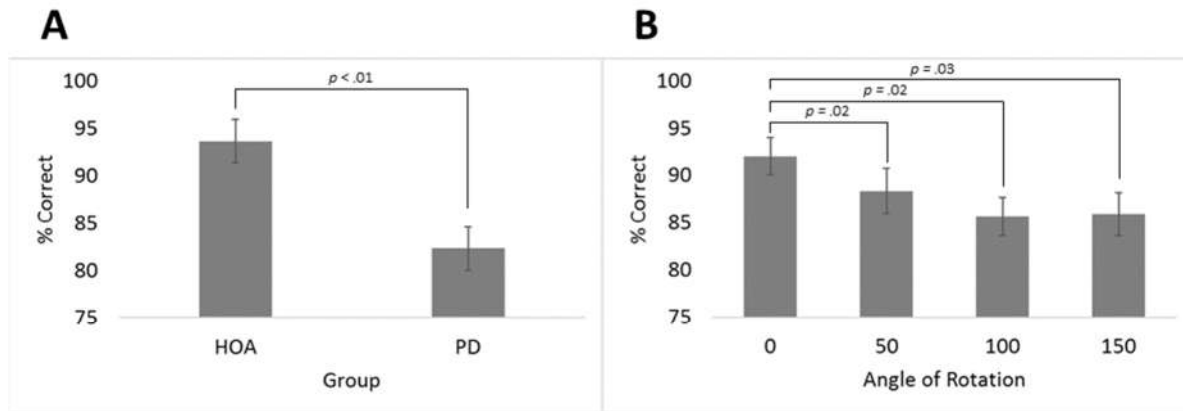 A
100
95
90
85
80
75
% Correct
p < .01
HOA PD
Group
B
100
95
90
85
80
75
% Correct
p = .03
p = .02
p = .02
0 50 100 150
Angle of Rotation